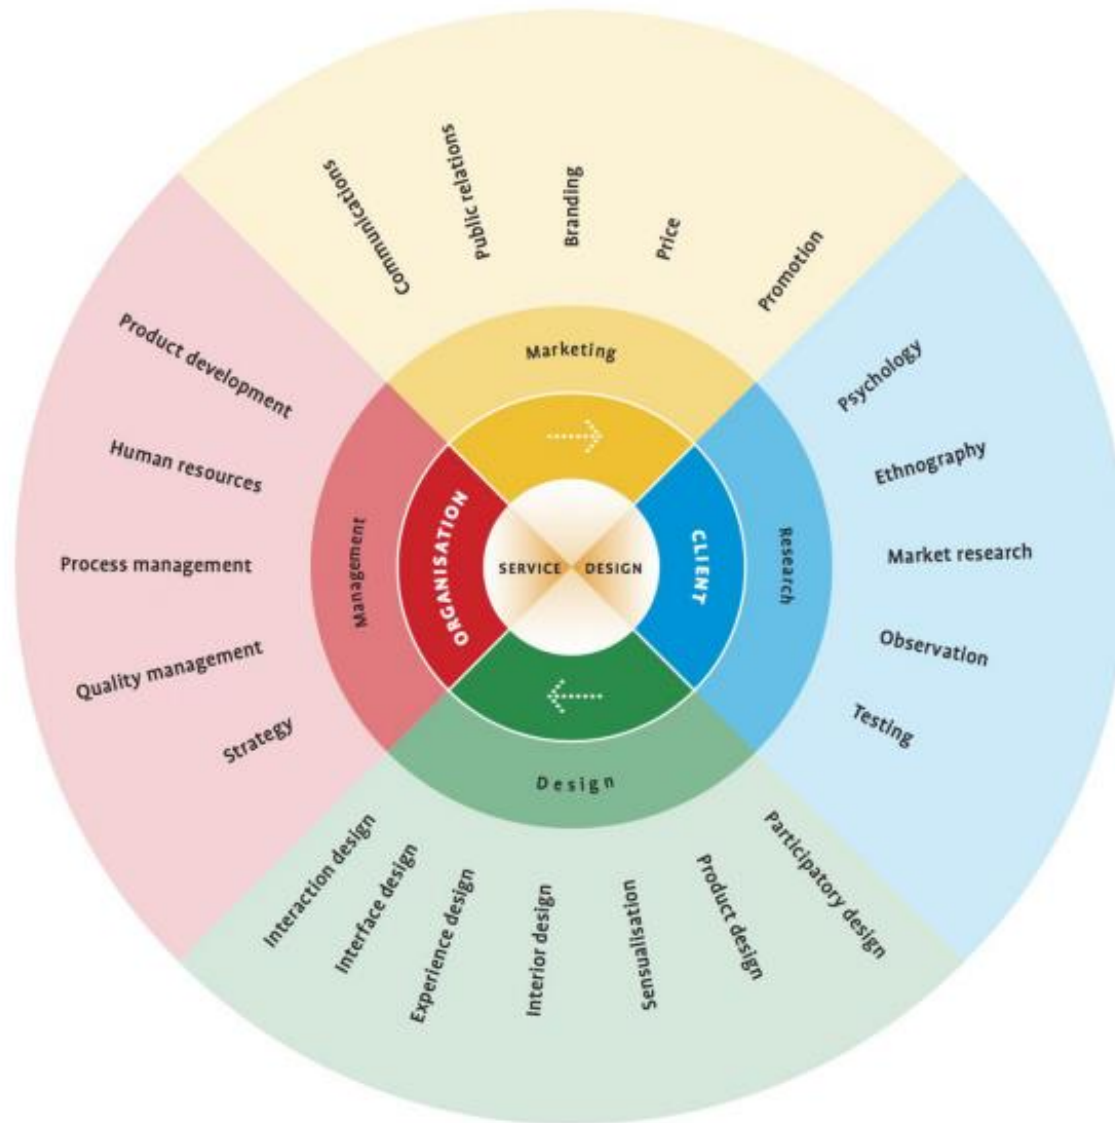 Communications
Public relations
Branding
Price
Promotion
Marketing
Product development
Human resources
Process management
Quality management
Strategy
Management
ORGANISATION
SERVICE DESIGN
CLIENT
Research
Psychology
Ethnography
Market research
Observation
Testing
Design
Interaction design
Interface design
Experience design
Interior design
Sensualisation
Product design
Participatory design